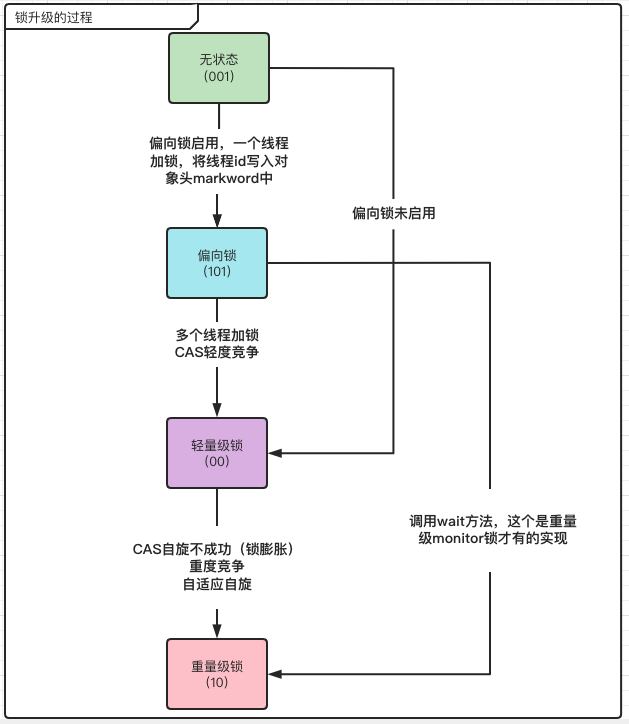 锁升级的过程
无状态
(001)
偏向锁启用，一个线程
加锁，将线程id写入对
象头markword中
偏向锁未启用
偏向锁
(101)
多个线程加锁
CAS轻度竞争
轻量级锁
(00)
调用wait方法，这个是重量
级monitor锁才有的实现
CAS自旋不成功（锁膨胀）
重度竞争
自适应自旋
重量级锁
(10)